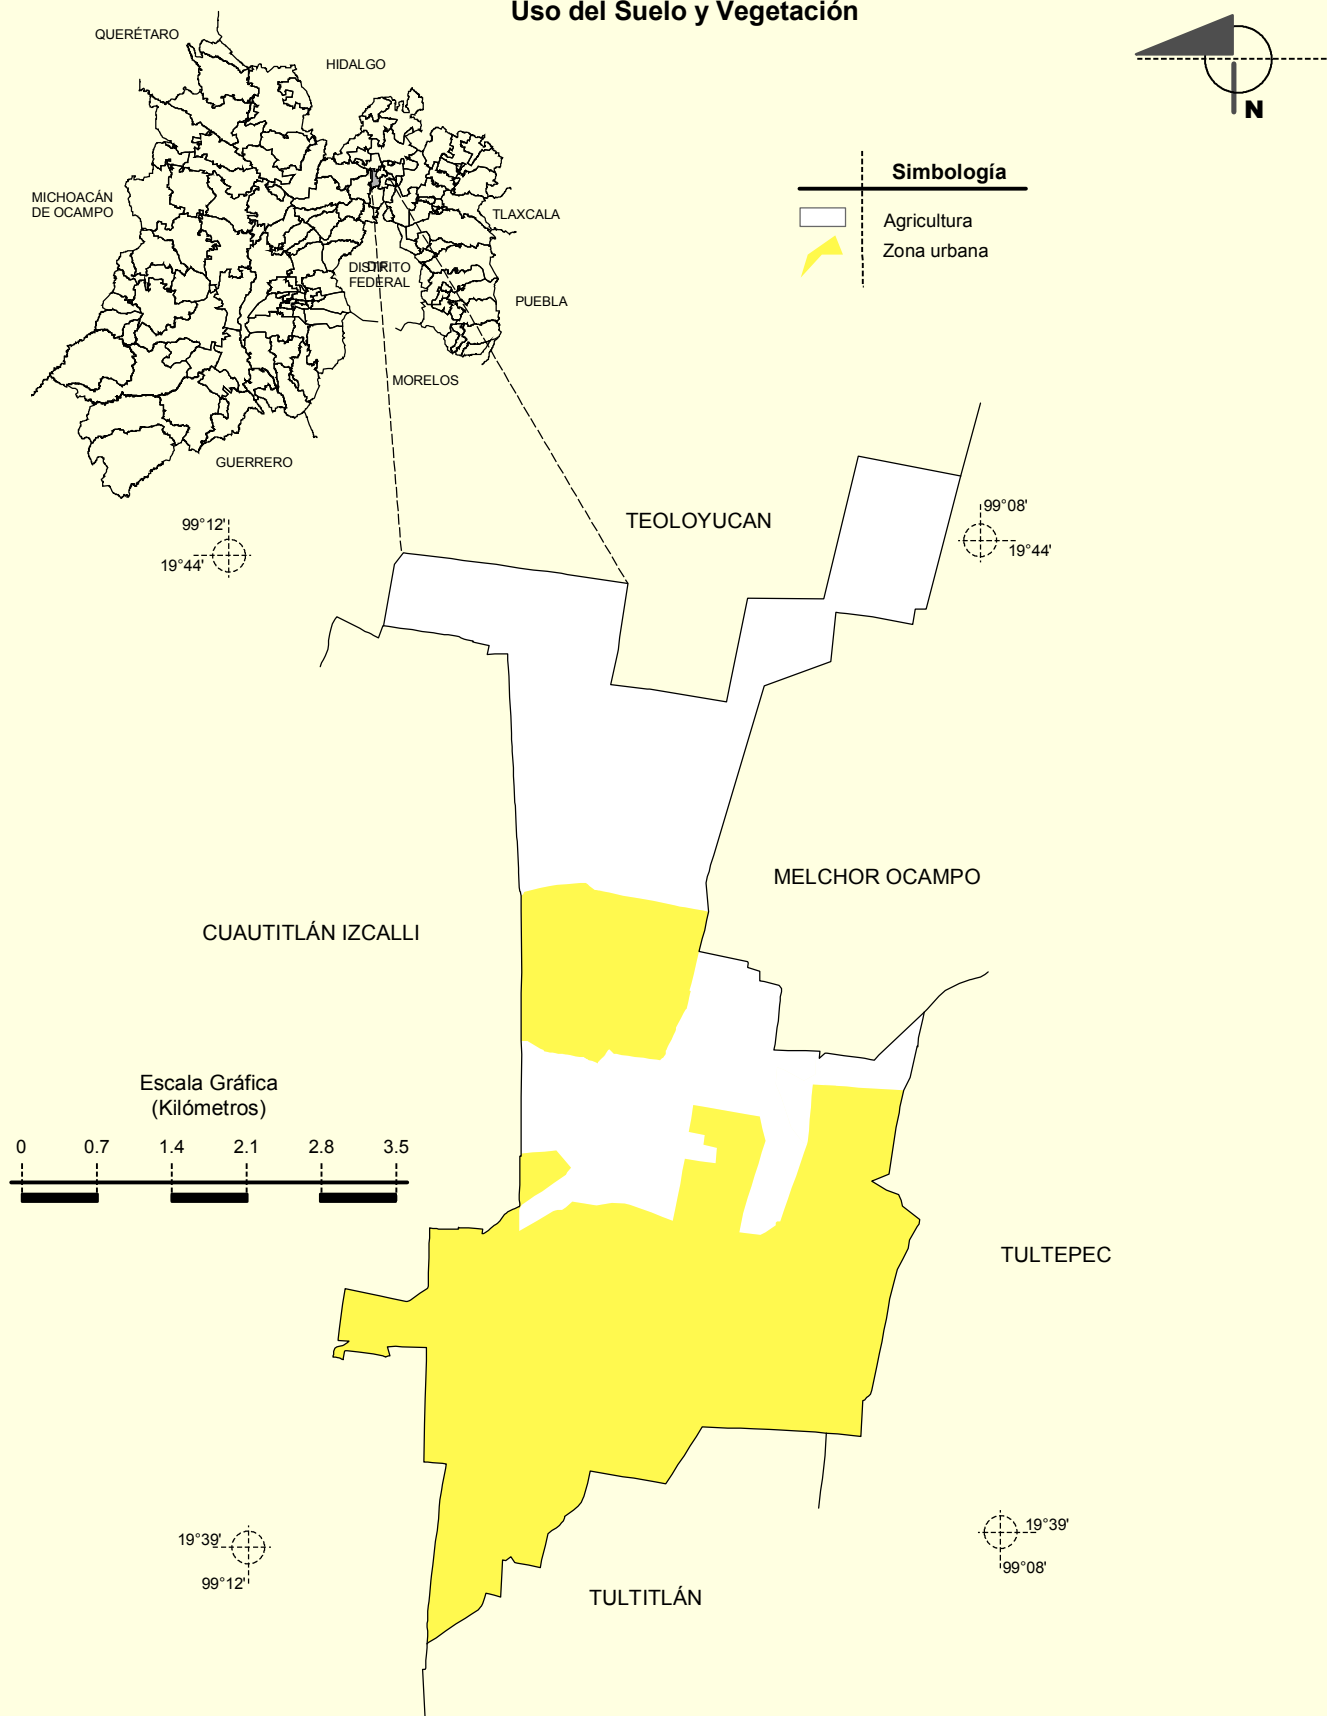 Uso del Suelo y Vegetación
QUERÉTARO
HIDALGO
N
Simbología
MICHOACÁN
DE OCAMPO
TLAXCALA
Agricultura
Zona urbana
DISTRITO
FEDERAL
DF
PUEBLA
MORELOS
GUERRERO
99°12'
19°44'
TEOLOYUCAN
99°08'
19°44'
MELCHOR OCAMPO
CUAUTITLÁN IZCALLI
Escala Gráfica
(Kilómetros)
0 0.7 1.4 2.1 2.8 3.5
TULTEPEC
19°39'
99°12'
19°39'
99°08'
TULTITLÁN